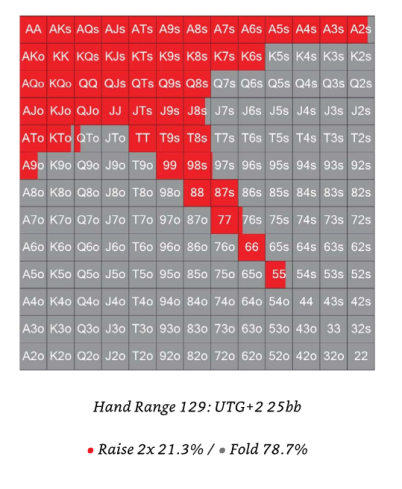 AA AKs AQs AJs ATs A9s A8s A7s A6s A5s A4s A3s A2s
AKo KK KQs KJs KTs K9s K8s K7s K6s K5s K4s K3s K2s
AQo KQo QQ QJs QTs Q9s Q8s Q7s Q6s Q5s Q4s Q3s Q2s
AJo KJo QJo JJ JTs J9s J8s J7s J6s J5s J4s J3s J2s
ATo KTo QTo JTo TT T9s T8s T7s T6s T5s T4s T3s T2s
A9o K9o Q9o J9o T9o 99 98s 97s 96s 95s 94s 93s 92s
A8o K8o Q8o J8o T8o 98o 88 87s 86s 85s 84s 83s 82s
A7o K7o Q7o J7o T7o 97o 87o 77 76s 75s 74s 73s 72s
A6o K6o Q6o J6o T6o 96o 86o 76o 66 65s 64s 63s 62s
A5o K5o Q5o J5o T5o 95o 85o 75o 65o 55 54s 53s 52s
A4o K4o Q4o J4o T4o 94o 84o 74o 64o 54o 44 43s 42s
A3o K3o Q3o J3o T3o 93o 83o 73o 63o 53o 43o 33 32s
A2o K2o Q2o J2o T2o 92o 82o 72o 62o 52o 42o 32o 22
Hand Range 129: UTG+2 25bb
• Raise 2x 21.3% / • Fold 78.7%